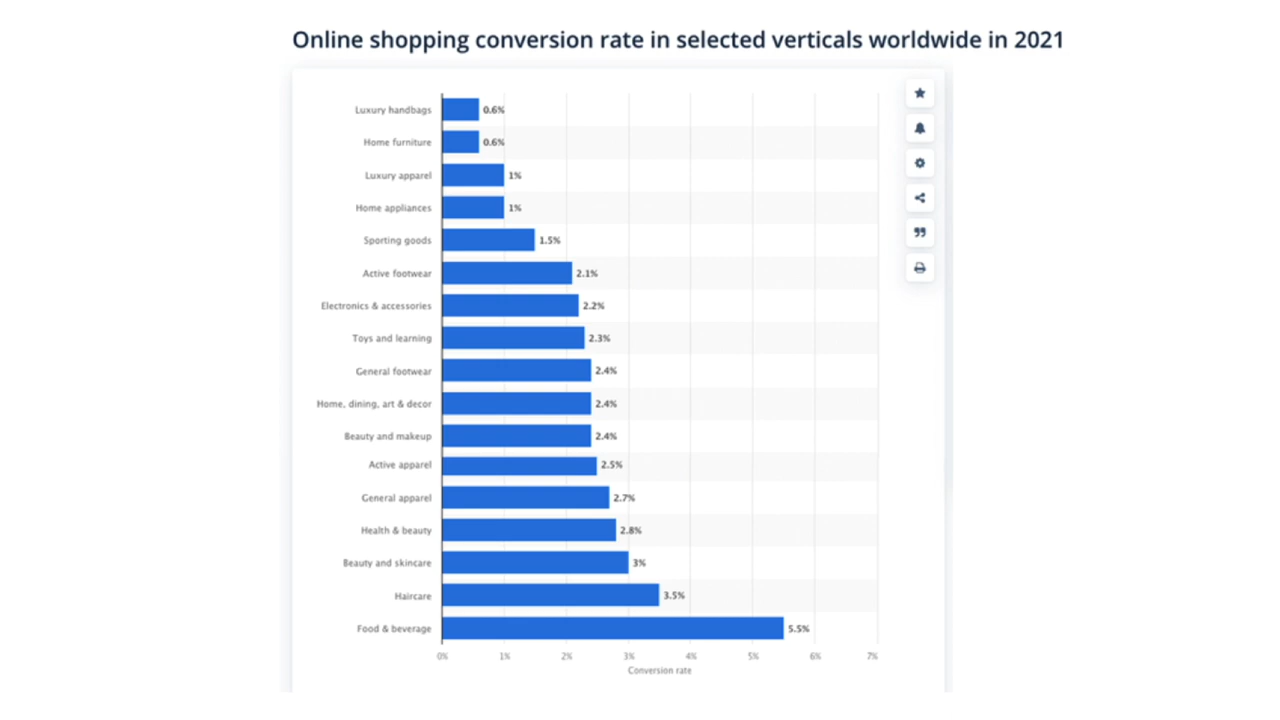 Online shopping conversion rate in selected verticals worldwide in 2021
Luxury handbags 0.6%
Home furniture 0.6%
Luxury apparel 1%
Home appliances 1%
Sporting goods 1.5%
Active footwear 2.1%
Electronics & accessories 2.2%
Toys and learning 2.3%
General footwear 2.4%
Home, dining, art & decor 2.4%
Beauty and makeup 2.4%
Active apparel 2.5%
General apparel 2.7%
Health & beauty 2.8%
Beauty and skincare 3%
Haircare 3.5%
Food & beverage 5.5%
0% 1% 2% 3% 4% 5% 6% 7%
Conversion rate